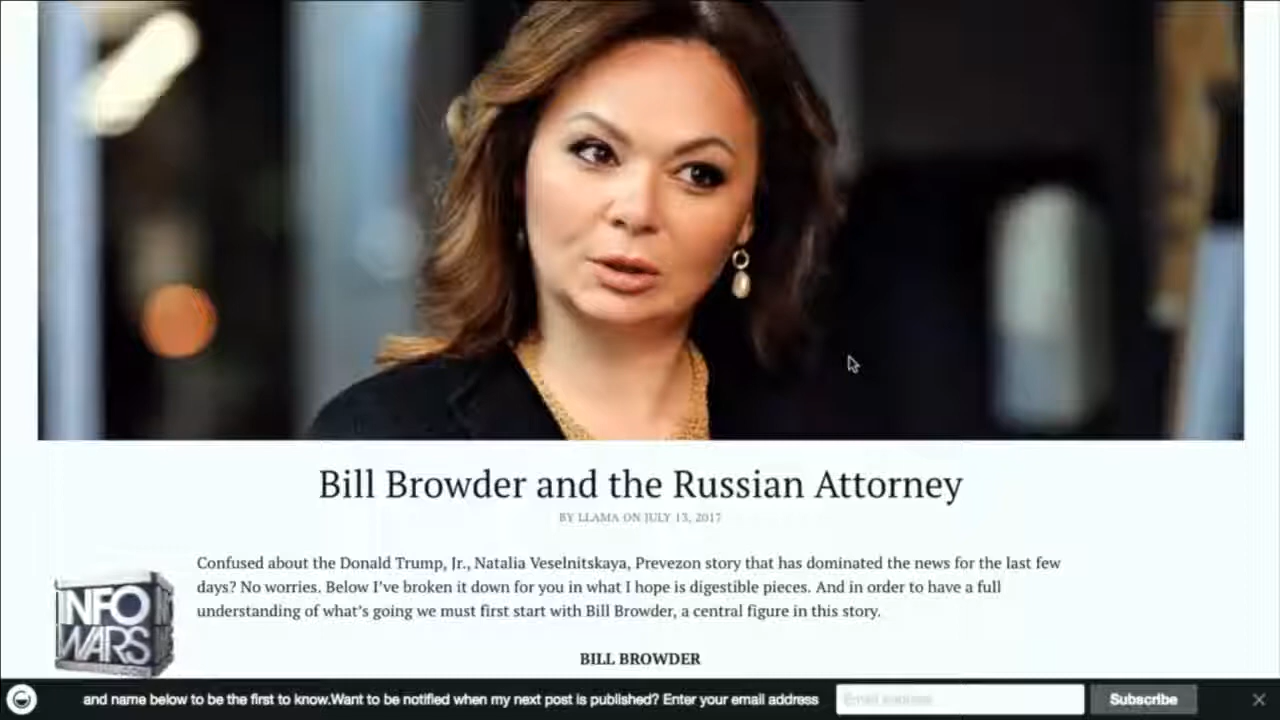 Bill Browder and the Russian Attorney
BY LLAMA ON JULY 13, 2017
Confused about the Donald Trump, Jr., Natalia Veselnitskaya, Prevezon story that has dominated the news for the last few
days? No worries. Below I've broken it down for you in what I hope is digestible pieces. And in order to have a full
understanding of what's going we must first start with Bill Browder, a central figure in this story.
INFO
WARS
BILL BROWDER
and name below to be the first to know.Want to be notified when my next post is published? Enter your email address
Email address
Subscribe